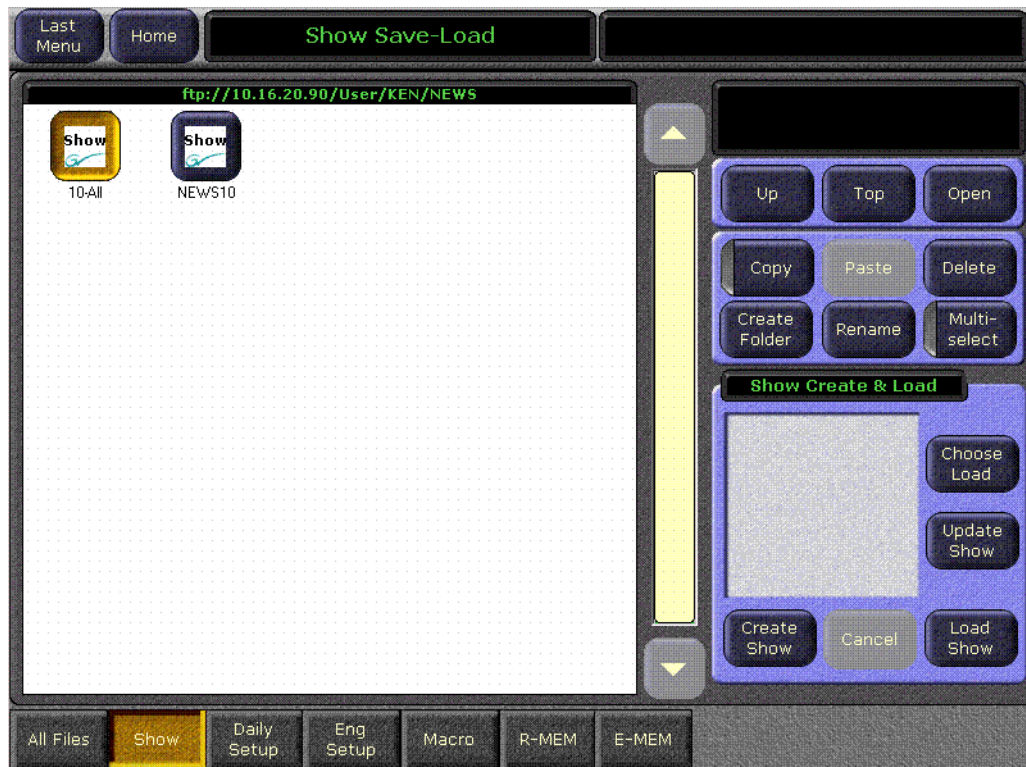 Last
Menu
Home
Show Save-Load
ftp://10.16.20.90/User/KEN/NEWS
Show
Show
10-All
NEWS10
Up
Top
Open
Copy
Paste
Delete
Create
Folder
Rename
Multi-
select
Show Create & Load
Choose
Load
Update
Show
Create
Show
Cancel
Load
Show
All Files
Show
Daily
Setup
Eng
Setup
Macro
R-MEM
E-MEM